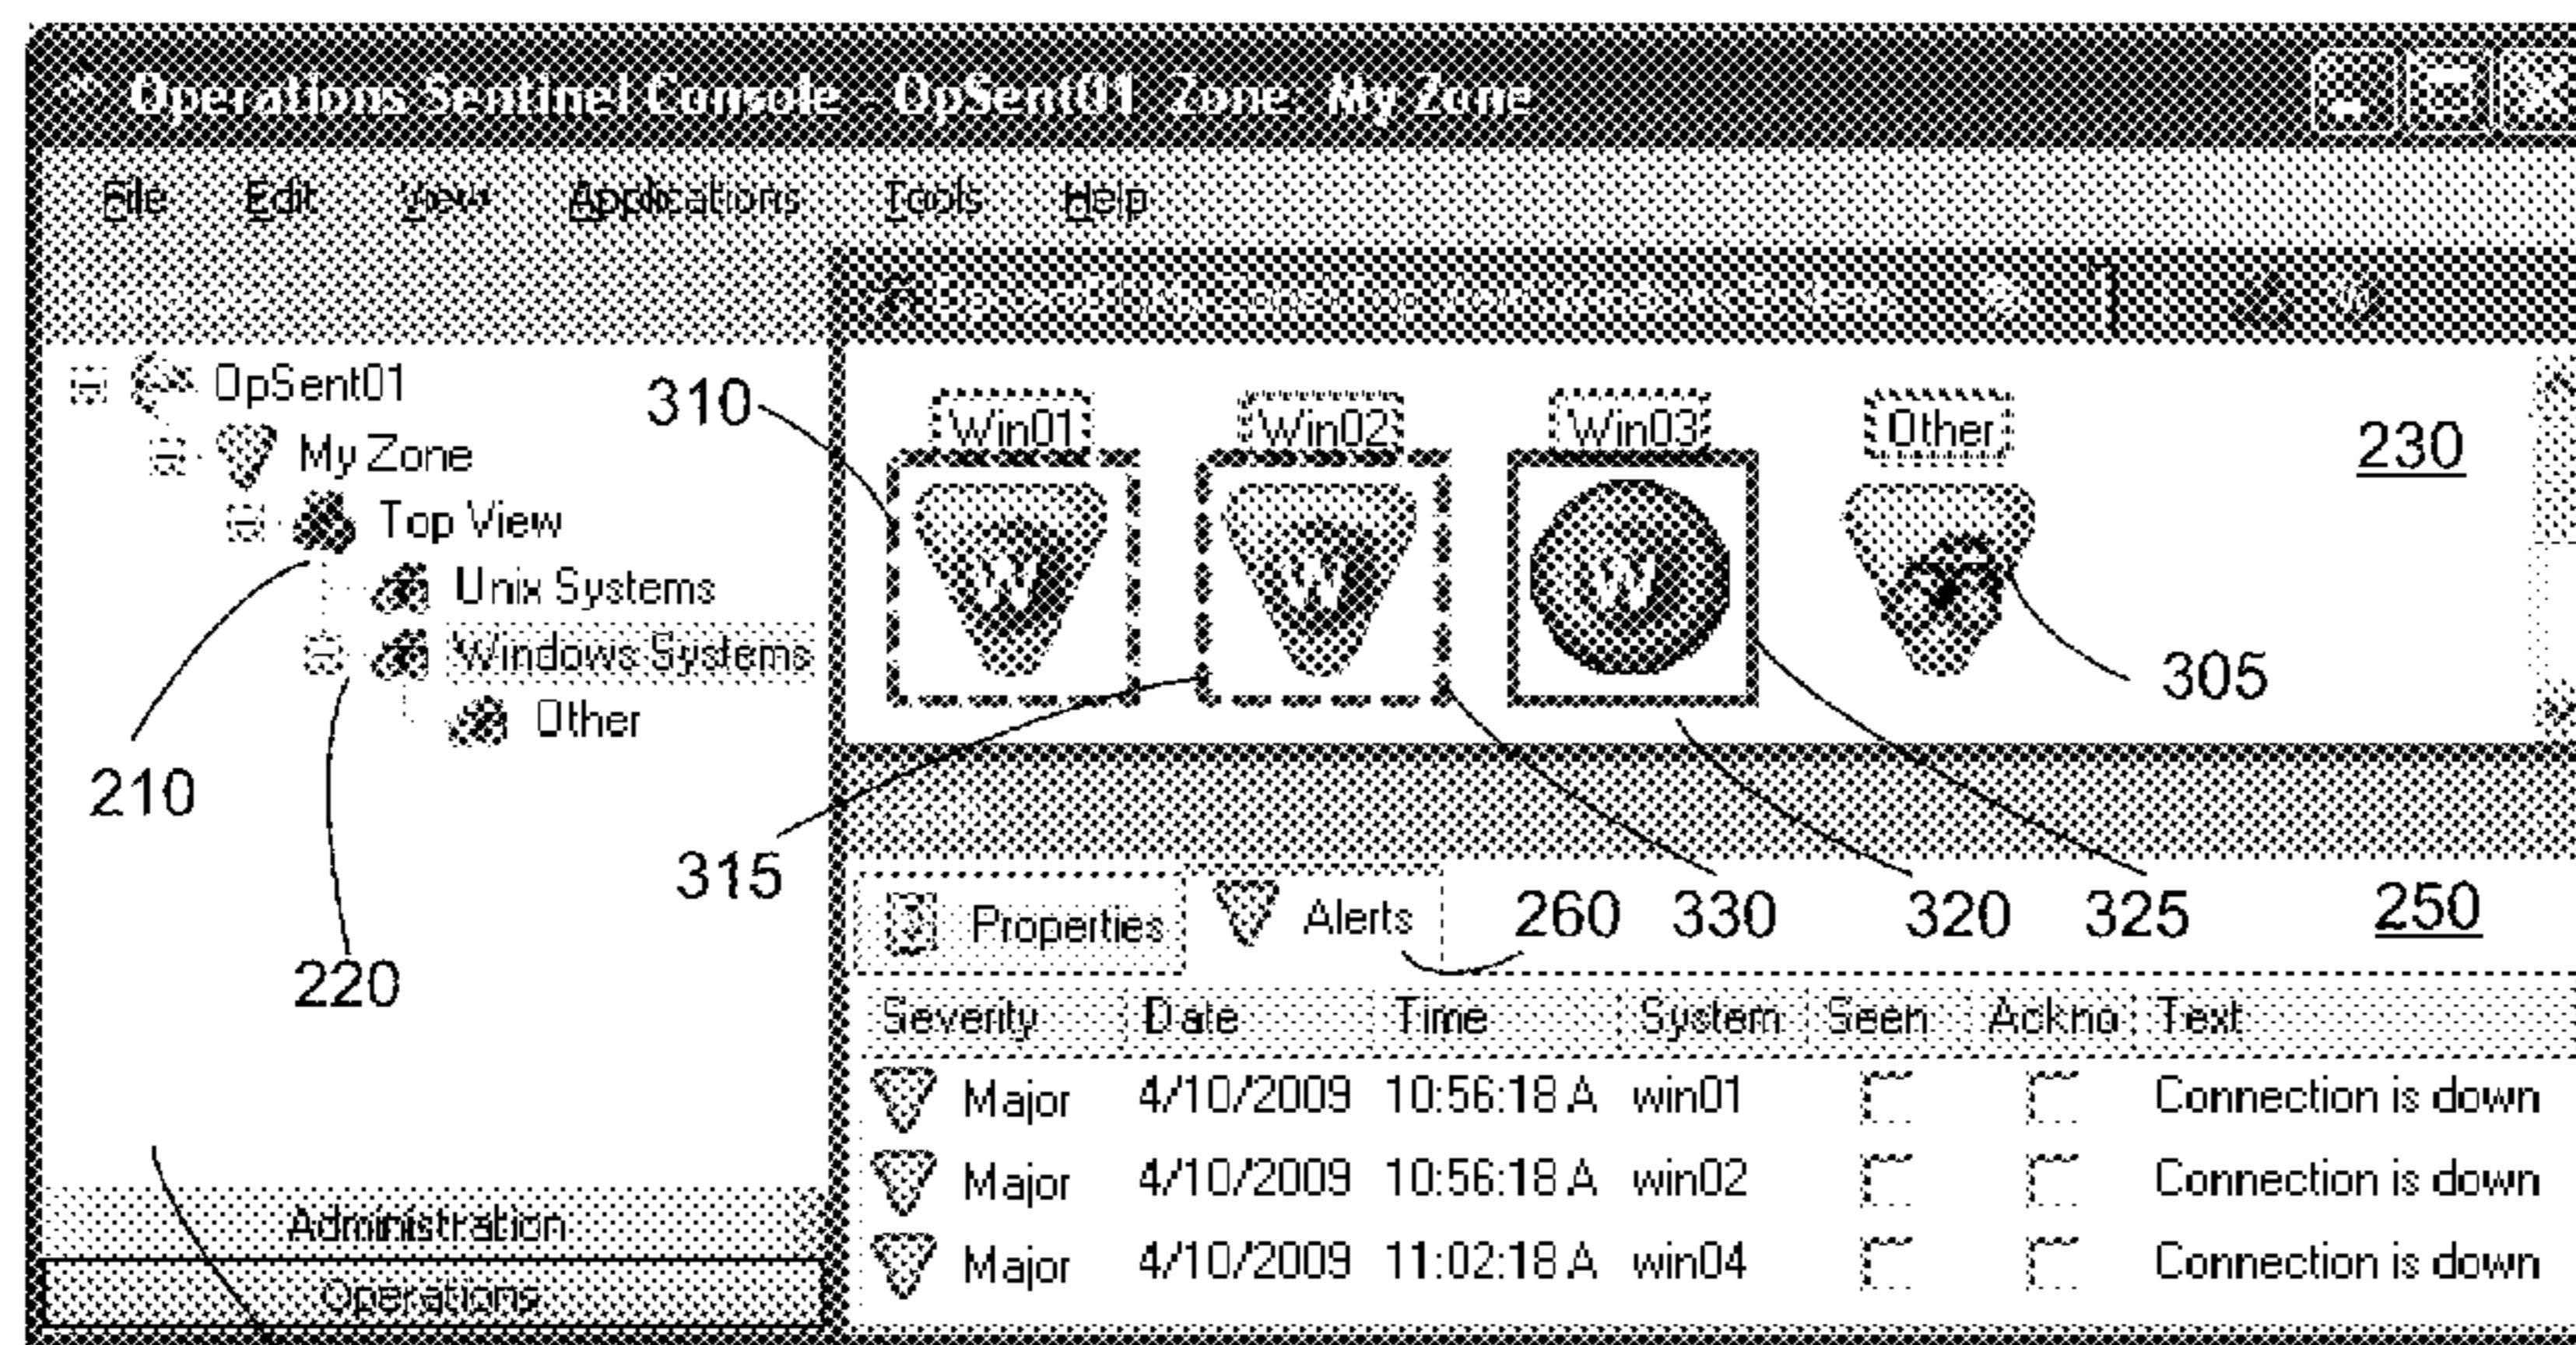 Operations Sentinel Console - OpSent01 Zone: My Zone
File Edit View Applications Tools Help
OpSent01
My Zone
Top View
Unix Systems
Windows Systems
Other
310
Win01 Win02 Win03 Other
W W W
230
305
210
315
220
Properties Alerts
260 330 320 325 250
Severity Date Time System Seen Ackno Text
Major 4/10/2009 10:56:18 A win01 Connection is down
Major 4/10/2009 10:56:18 A win02 Connection is down
Major 4/10/2009 11:02:18 A win04 Connection is down
Administration
Operations